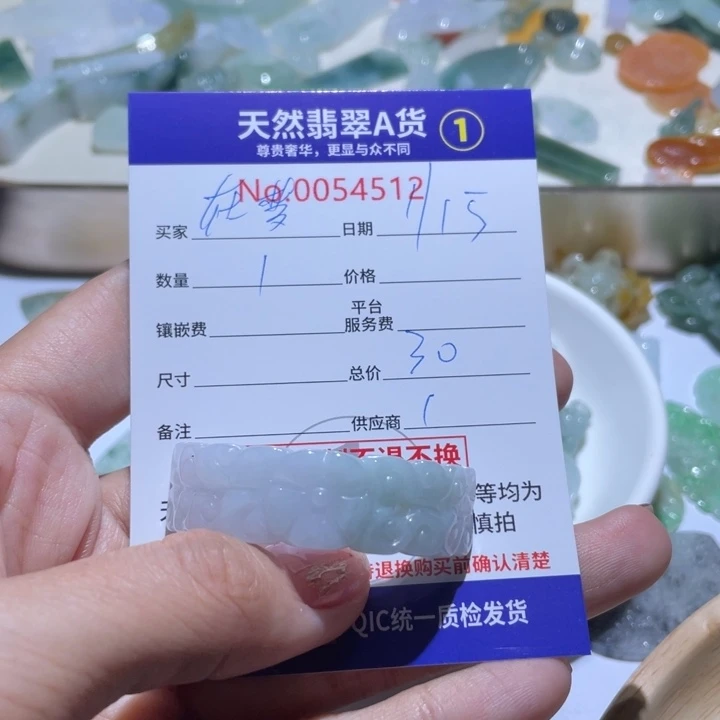 天然翡翠A货 1
尊贵奢华，更显与众不同
No.0054512
买家 在梦 日期 1/15
数量 1 价格
镶嵌费 平台服务费
尺寸 总价 30
备注 供应商 1
不退不换
等均为
慎拍
退换购买前确认清楚
QIC统一质检发货